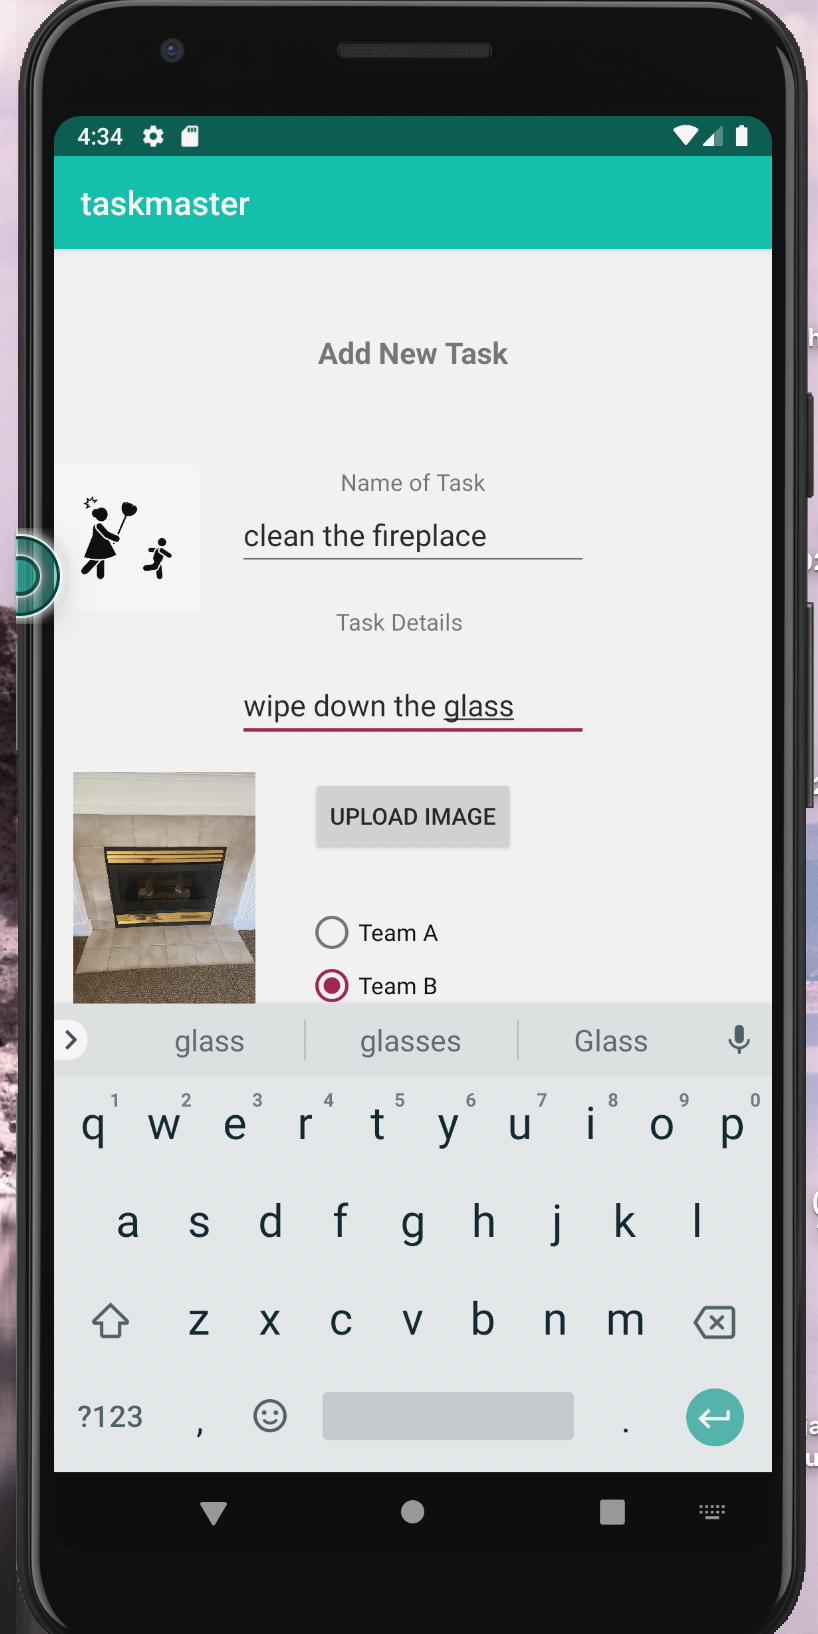 4:34
taskmaster
Add New Task
Name of Task
clean the fireplace
Task Details
wipe down the glass
UPLOAD IMAGE
Team A
Team B
glass glasses Glass
1 2 3 4 5 6 7 8 9 0
q w e r t y u i o p
a s d f g h j k l
z x c v b n m
?123 , .